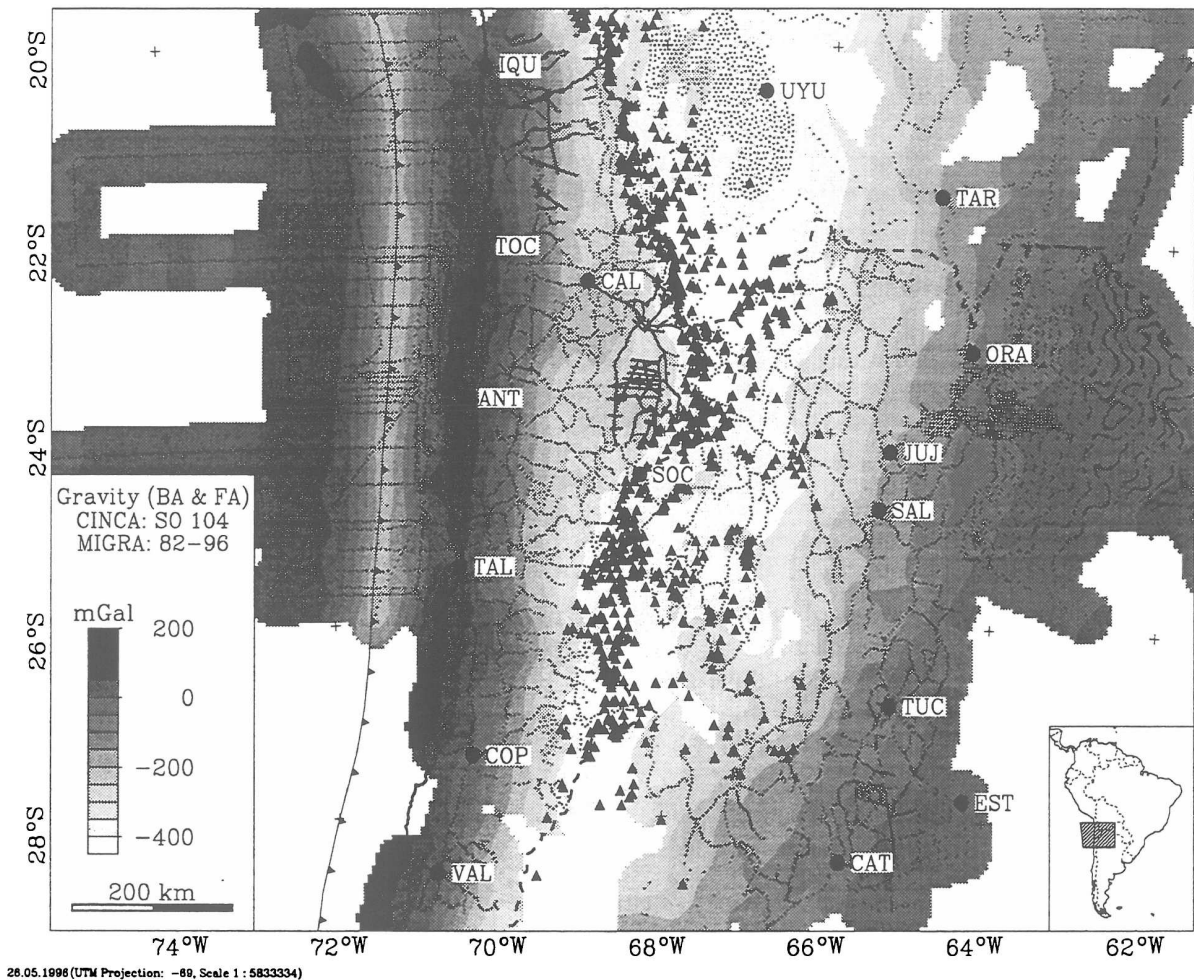 20°S
22°S
24°S
26°S
28°S
IQU
UYU
TAR
TOC
CAL
ORA
ANT
JUJ
SOC
SAL
TAL
TUC
COP
EST
VAL
CAT
Gravity (BA & FA)
CINCA: SO 104
MIGRA: 82-96
mGal
200
0
-200
-400
200 km
74°W
72°W
70°W
68°W
66°W
64°W
62°W
26.05.1996 (UTM Projection: -69, Scale 1 : 5833334)